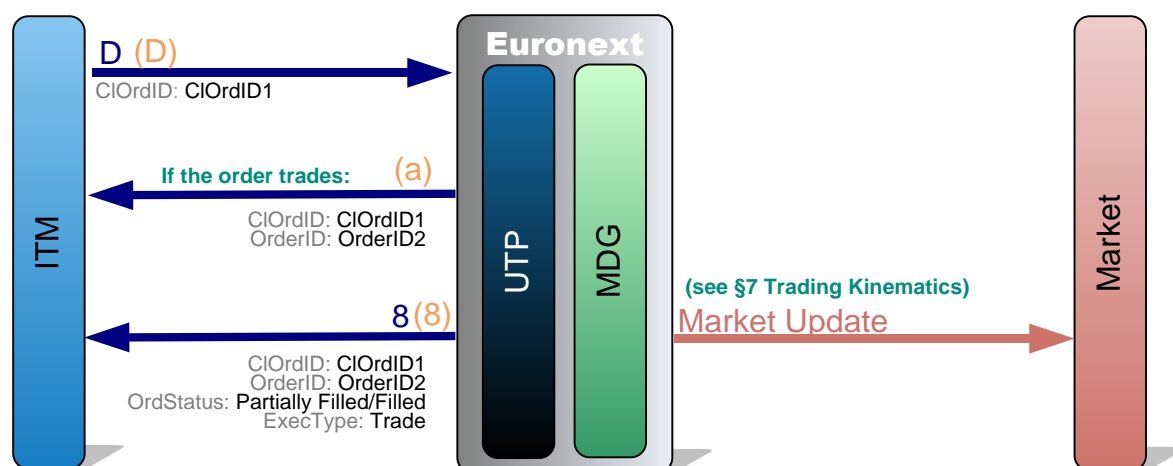 Euronext
D (D)
ClOrdID: ClOrdID1
If the order trades: (a)
ClOrdID: ClOrdID1
OrderID: OrderID2
8 (8)
ClOrdID: ClOrdID1
OrderID: OrderID2
OrdStatus: Partially Filled/Filled
ExecType: Trade
ITM
UTP
MDG
(see §7 Trading Kinematics)
Market Update
Market